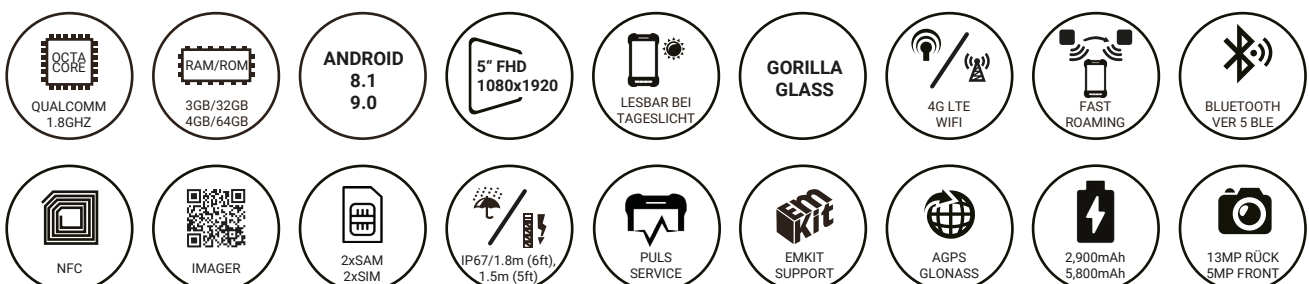 OCTA
CORE
QUALCOMM
1.8GHZ
RAM/ROM
3GB/32GB
4GB/64GB
ANDROID
8.1
9.0
5“ FHD
1080x1920
LESBAR BEI
TAGESLICHT
GORILLA
GLASS
4G LTE
WIFI
FAST
ROAMING
BLUETOOTH
VER 5 BLE
NFC
IMAGER
2xSAM
2xSIM
IP67/1.8m (6ft),
1.5m (5ft)
PULS
SERVICE
Em
Kit
EMKIT
SUPPORT
AGPS
GLONASS
2,900mAh
5,800mAh
13MP RÜCK
5MP FRONT